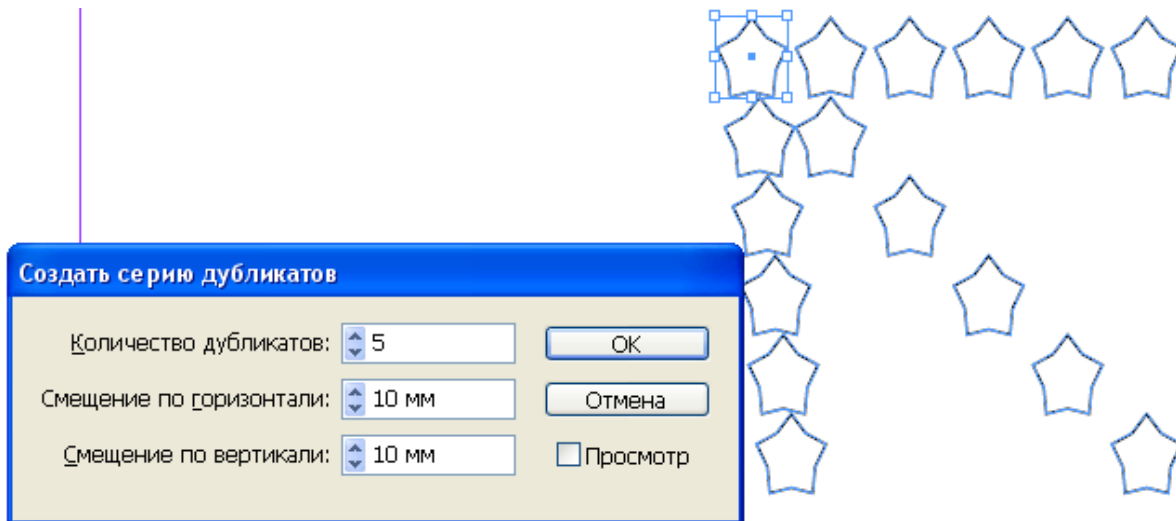 Создать серию дубликатов
Количество дубликатов: 5
OK
Смещение по горизонтали: 10 мм
Отмена
Смещение по вертикали: 10 мм
Просмотр